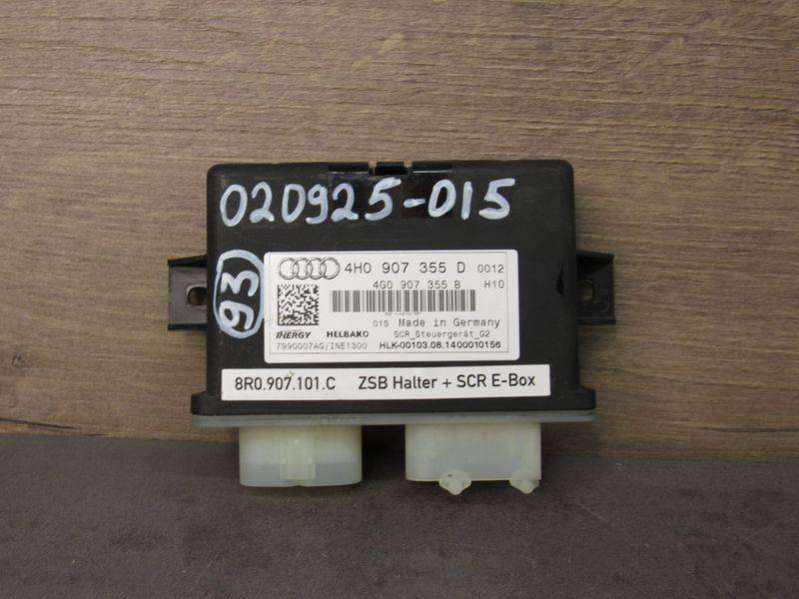 020925-015
93
4H0 907 355 D 0012
4G0 907 355 B H10
015 Made in Germany
INERGY HELBAKO SCR_Steuergerät_G2
7990007AG/INE1300 HLK-00103.08.1400010156
8R0.907.101.C ZSB Halter + SCR E-Box